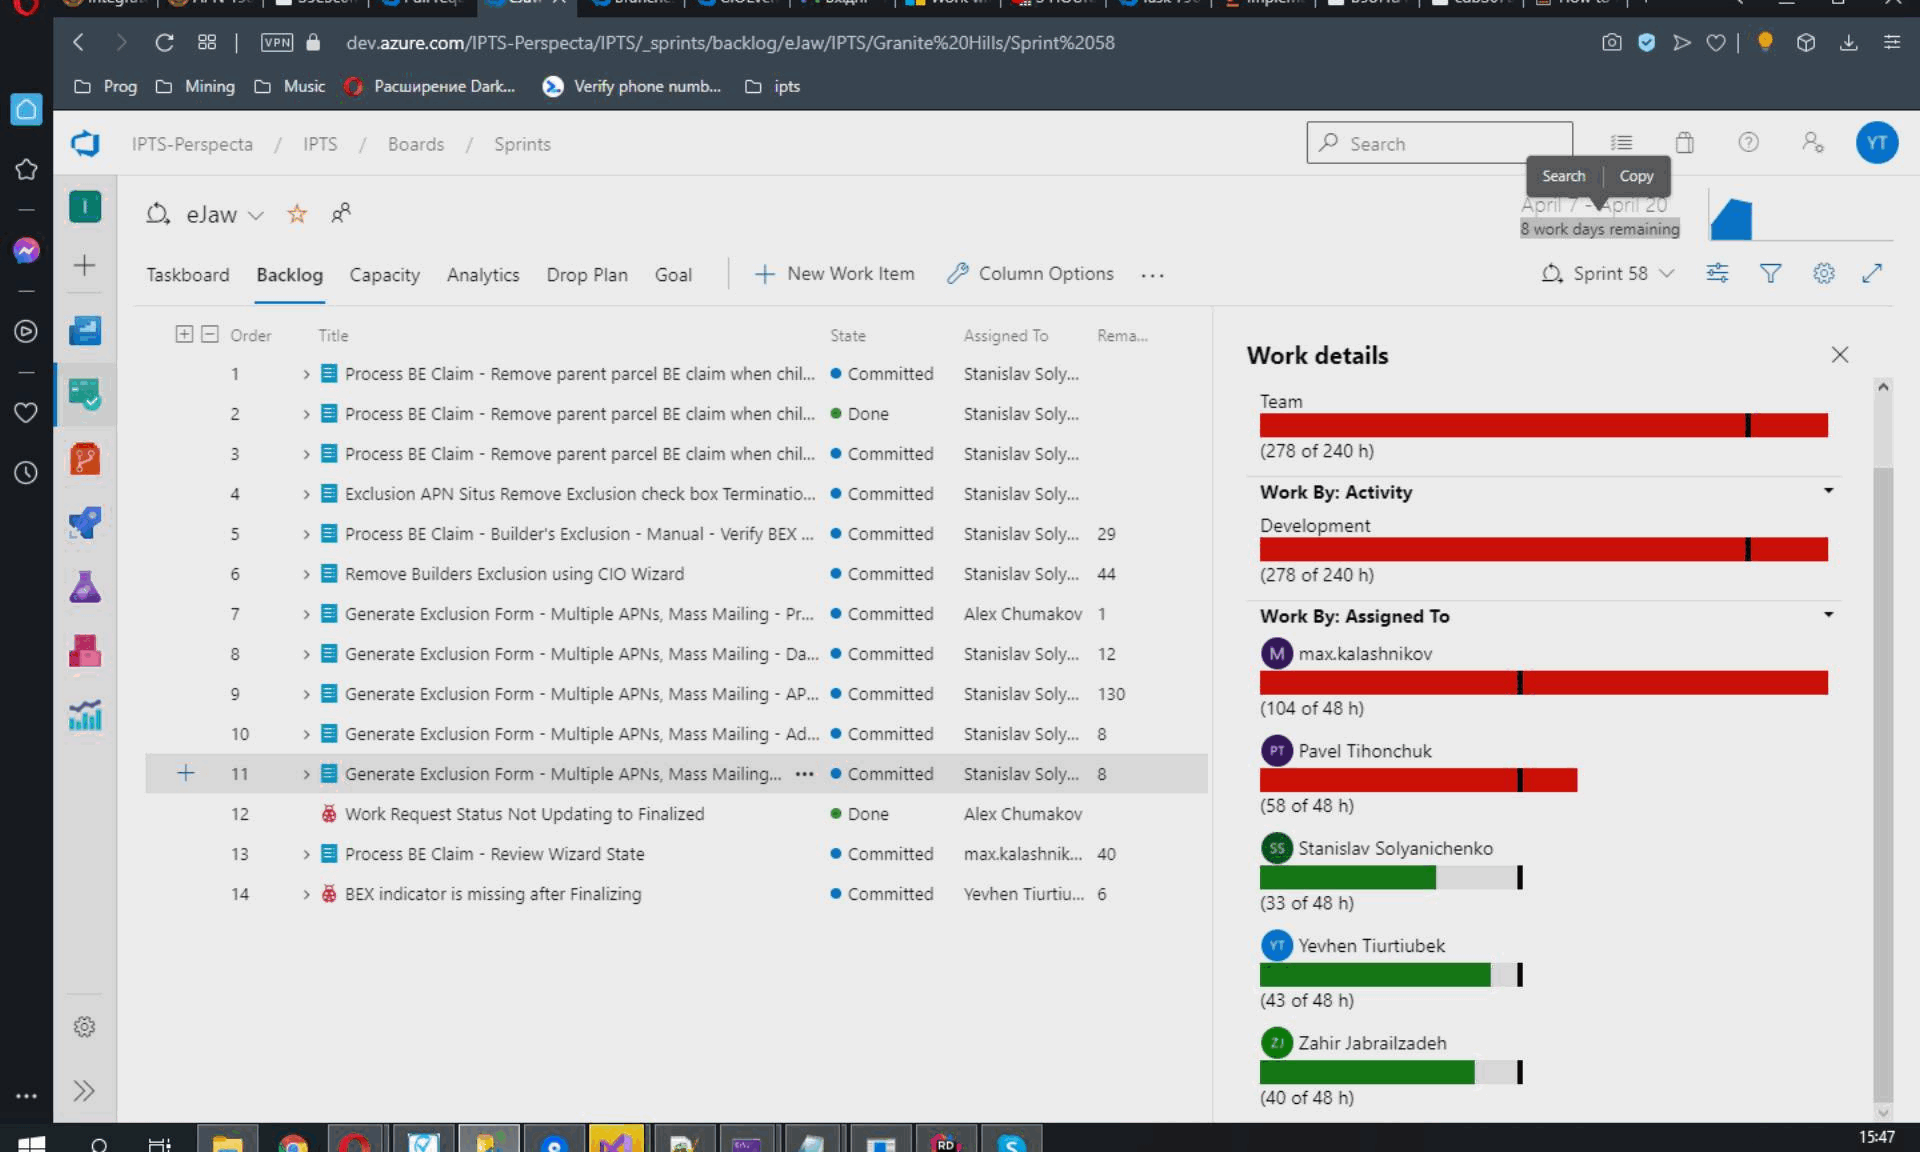 VPN
dev.azure.com/IPTS-Perspecta/IPTS/_sprints/backlog/eJaw/IPTS/Granite%20Hills/Sprint%2058
Prog
Mining
Music
Расширение Dark...
Verify phone numb...
ipts
IPTS-Perspecta / IPTS / Boards / Sprints
Search
YT
Search
Copy
I
eJaw
April 7 - April 20
8 work days remaining
Taskboard
Backlog
Capacity
Analytics
Drop Plan
Goal
New Work Item
Column Options
Sprint 58
Order Title State Assigned To Rema...
1 Process BE Claim - Remove parent parcel BE claim when chil... Committed Stanislav Soly...
2 Process BE Claim - Remove parent parcel BE claim when chil... Done Stanislav Soly...
3 Process BE Claim - Remove parent parcel BE claim when chil... Committed Stanislav Soly...
4 Exclusion APN Situs Remove Exclusion check box Terminatio... Committed Stanislav Soly...
5 Process BE Claim - Builder's Exclusion - Manual - Verify BEX ... Committed Stanislav Soly... 29
6 Remove Builders Exclusion using CIO Wizard Committed Stanislav Soly... 44
7 Generate Exclusion Form - Multiple APNs, Mass Mailing - Pr... Committed Alex Chumakov 1
8 Generate Exclusion Form - Multiple APNs, Mass Mailing - Da... Committed Stanislav Soly... 12
9 Generate Exclusion Form - Multiple APNs, Mass Mailing - AP... Committed Stanislav Soly... 130
10 Generate Exclusion Form - Multiple APNs, Mass Mailing - Ad... Committed Stanislav Soly... 8
11 Generate Exclusion Form - Multiple APNs, Mass Mailing... Committed Stanislav Soly... 8
12 Work Request Status Not Updating to Finalized Done Alex Chumakov
13 Process BE Claim - Review Wizard State Committed max.kalashnik... 40
14 BEX indicator is missing after Finalizing Committed Yevhen Tiurtiu... 6
Work details
Team
(278 of 240 h)
Work By: Activity
Development
(278 of 240 h)
Work By: Assigned To
M max.kalashnikov
(104 of 48 h)
PT Pavel Tihonchuk
(58 of 48 h)
SS Stanislav Solyanichenko
(33 of 48 h)
YT Yevhen Tiurtiubek
(43 of 48 h)
ZJ Zahir Jabrailzadeh
(40 of 48 h)
RD
15:47